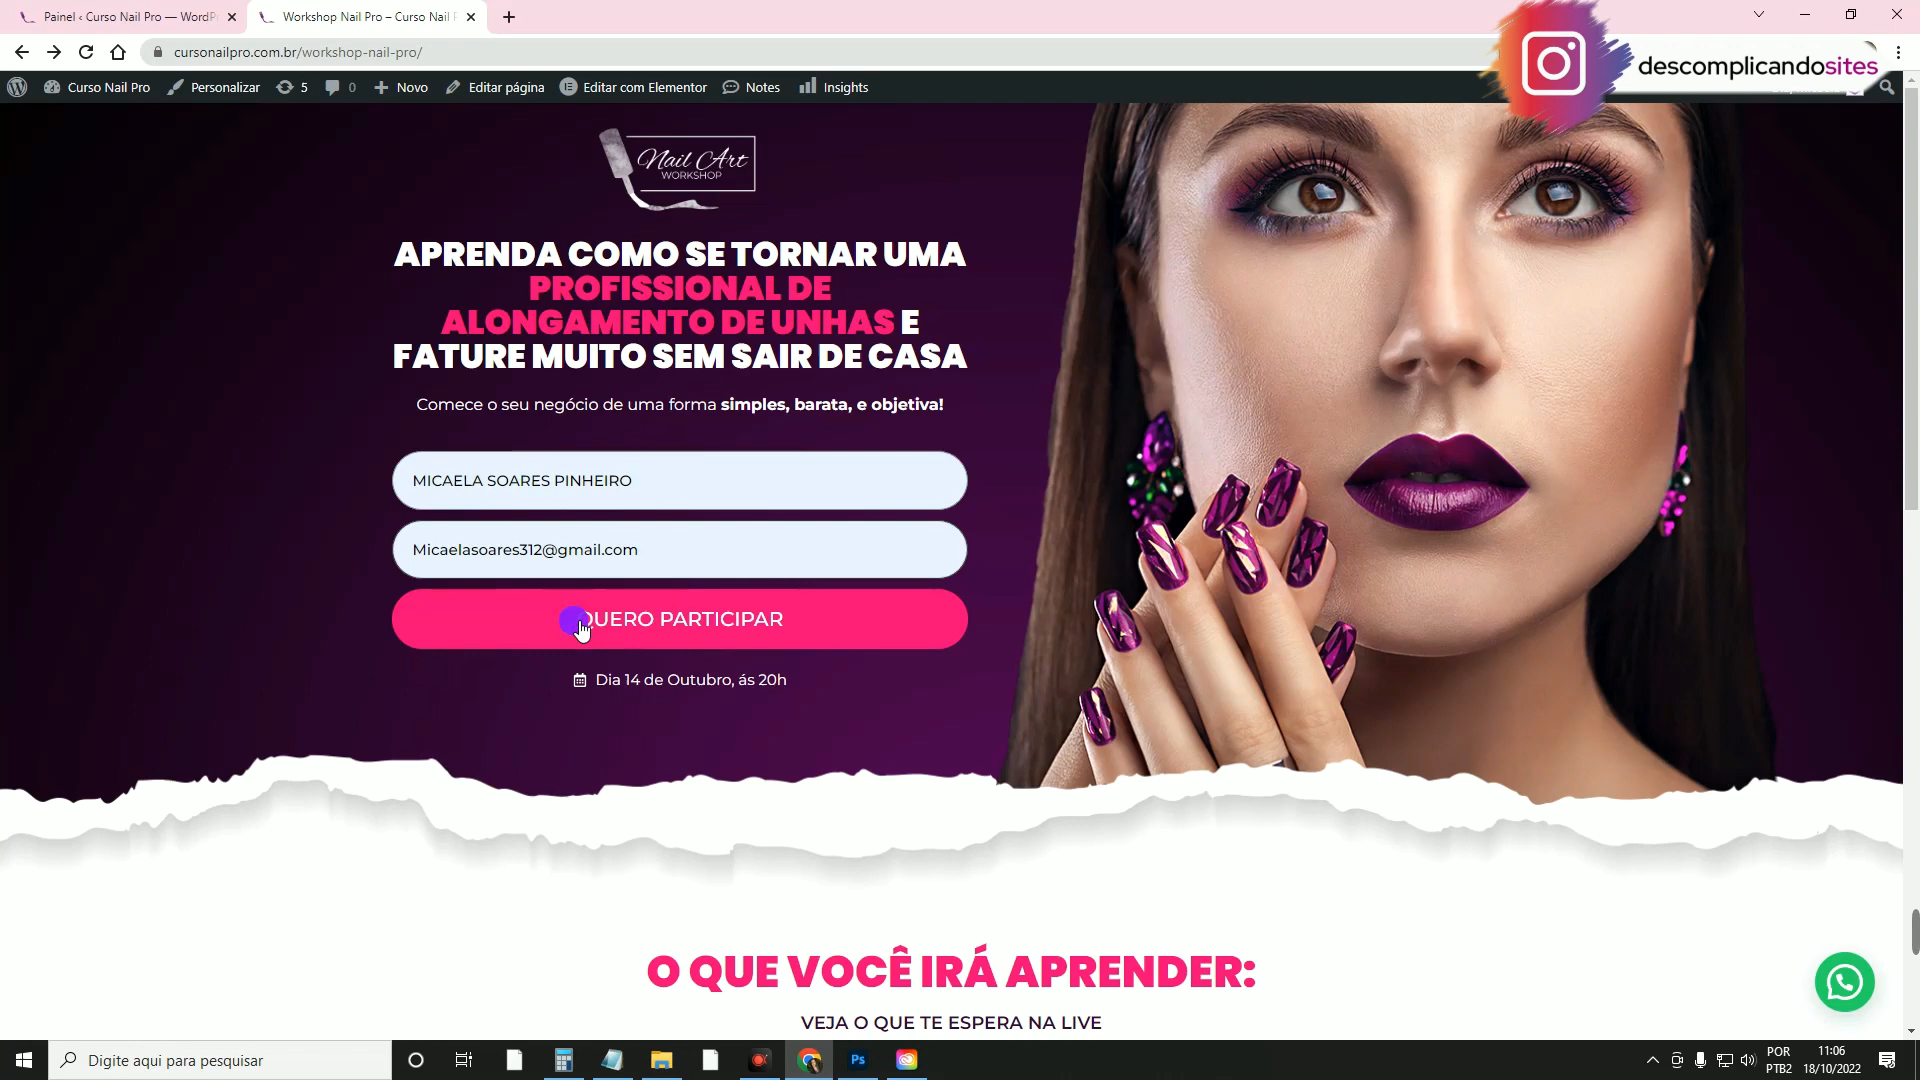 Painel ‹ Curso Nail Pro — WordP
Workshop Nail Pro – Curso Nail P
cursonailpro.com.br/workshop-nail-pro/
descomplicandosites
Curso Nail Pro
Personalizar
5
0
Novo
Editar página
Editar com Elementor
Notes
Insights
Nail Art
WORKSHOP
APRENDA COMO SE TORNAR UMA
PROFISSIONAL DE
ALONGAMENTO DE UNHAS E
FATURE MUITO SEM SAIR DE CASA
Comece o seu negócio de uma forma simples, barata, e objetiva!
MICAELA SOARES PINHEIRO
Micaelasoares312@gmail.com
QUERO PARTICIPAR
Dia 14 de Outubro, ás 20h
O QUE VOCÊ IRÁ APRENDER:
VEJA O QUE TE ESPERA NA LIVE
Digite aqui para pesquisar
Ps
POR
PTB2
11:06
18/10/2022